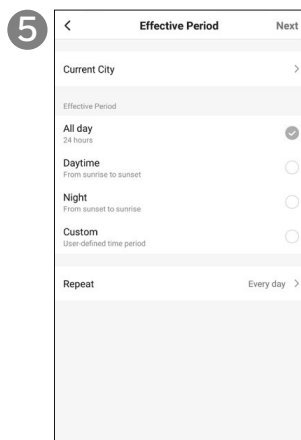 5
Effective Period
Next
Current City
Effective Period
All day
24 hours
Daytime
From sunrise to sunset
Night
From sunset to sunrise
Custom
User-defined time period
Repeat
Every day